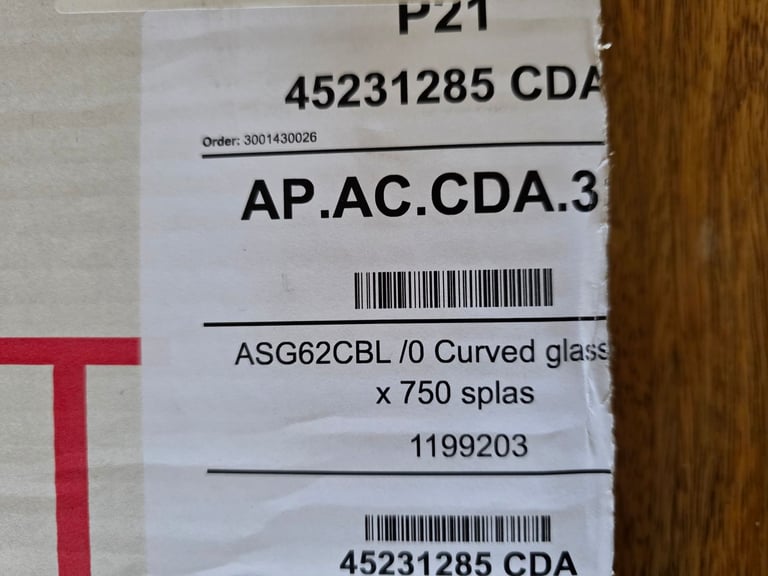 P21
45231285 CDA
Order: 3001430026
AP.AC.CDA.3
ASG62CBL /0 Curved glass
x 750 splas
1199203
45231285 CDA